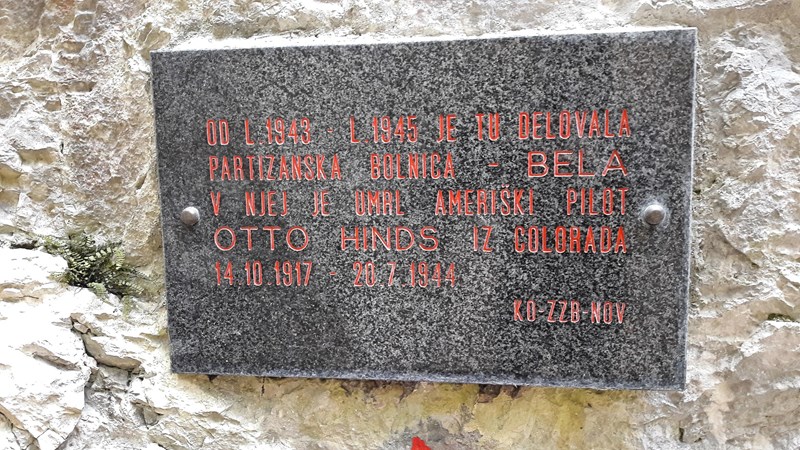 OD L.1943 - L.1945 JE TU DELOVALA
PARTIZANSKA BOLNICA - BELA
V NJEJ JE UMRL AMERIŠKI PILOT
OTTO HINDS IZ COLORADA
14.10.1917 - 20.7.1944
KO-ZZB-NOV